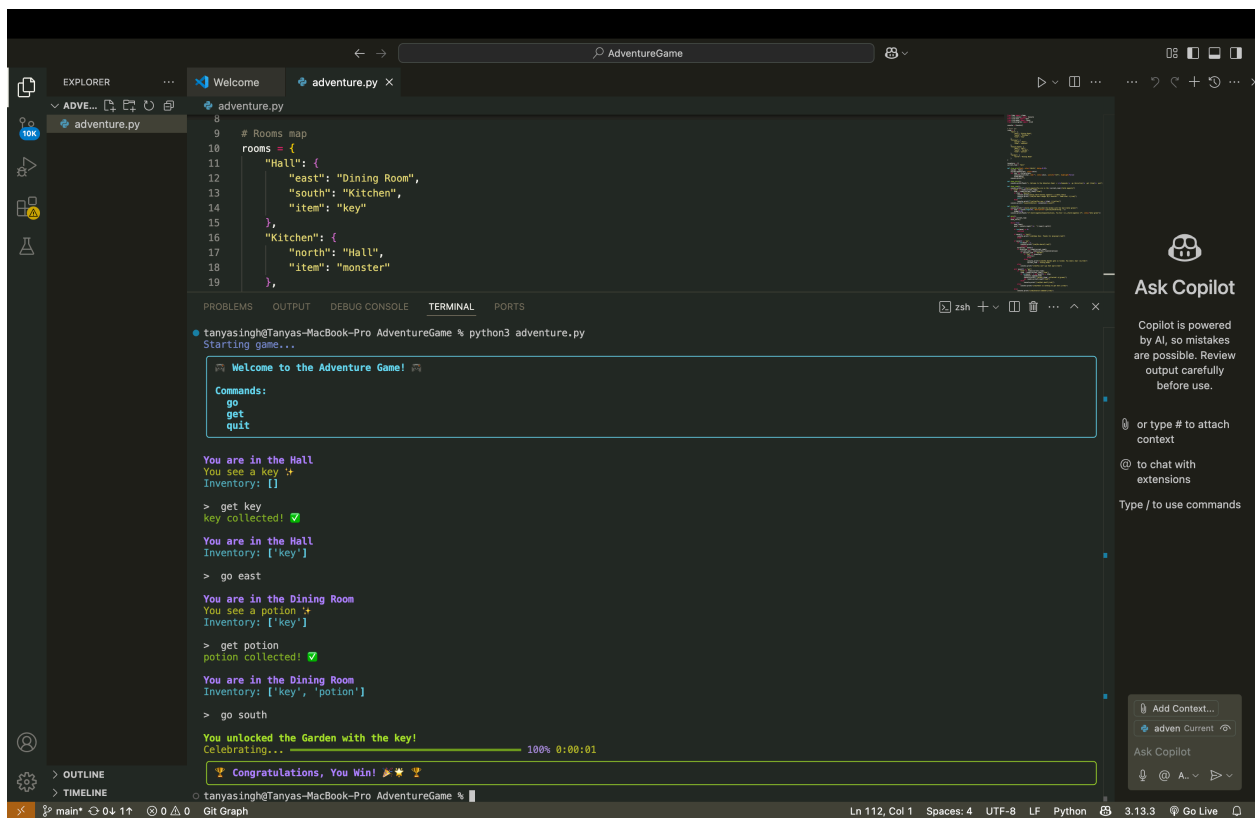 AdventureGame
EXPLORER
ADVE...
adventure.py
10K
OUTLINE
TIMELINE
Welcome
adventure.py
adventure.py
8
9 # Rooms map
10 rooms = {
11 "Hall": {
12 "east": "Dining Room",
13 "south": "Kitchen",
14 "item": "key"
15 },
16 "Kitchen": {
17 "north": "Hall",
18 "item": "monster"
19 },
PROBLEMS OUTPUT DEBUG CONSOLE TERMINAL PORTS
zsh
tanyasingh@Tanyas-MacBook-Pro AdventureGame % python3 adventure.py
Starting game...
Welcome to the Adventure Game!
Commands:
go
get
quit
You are in the Hall
You see a key ✨
Inventory: []
> get key
key collected! ✅
You are in the Hall
Inventory: ['key']
> go east
You are in the Dining Room
You see a potion ✨
Inventory: ['key']
> get potion
potion collected! ✅
You are in the Dining Room
Inventory: ['key', 'potion']
> go south
You unlocked the Garden with the key!
Celebrating... 100% 0:00:01
🏆 Congratulations, You Win! 🎉🌟 🏆
tanyasingh@Tanyas-MacBook-Pro AdventureGame %
Ask Copilot
Copilot is powered
by AI, so mistakes
are possible. Review
output carefully
before use.
or type # to attach
context
@ to chat with
extensions
Type / to use commands
Add Context...
adven Current
Ask Copilot
@ A..
main* 0↓ 1↑ 0 0 Git Graph
Ln 112, Col 1 Spaces: 4 UTF-8 LF Python 3.13.3 Go Live